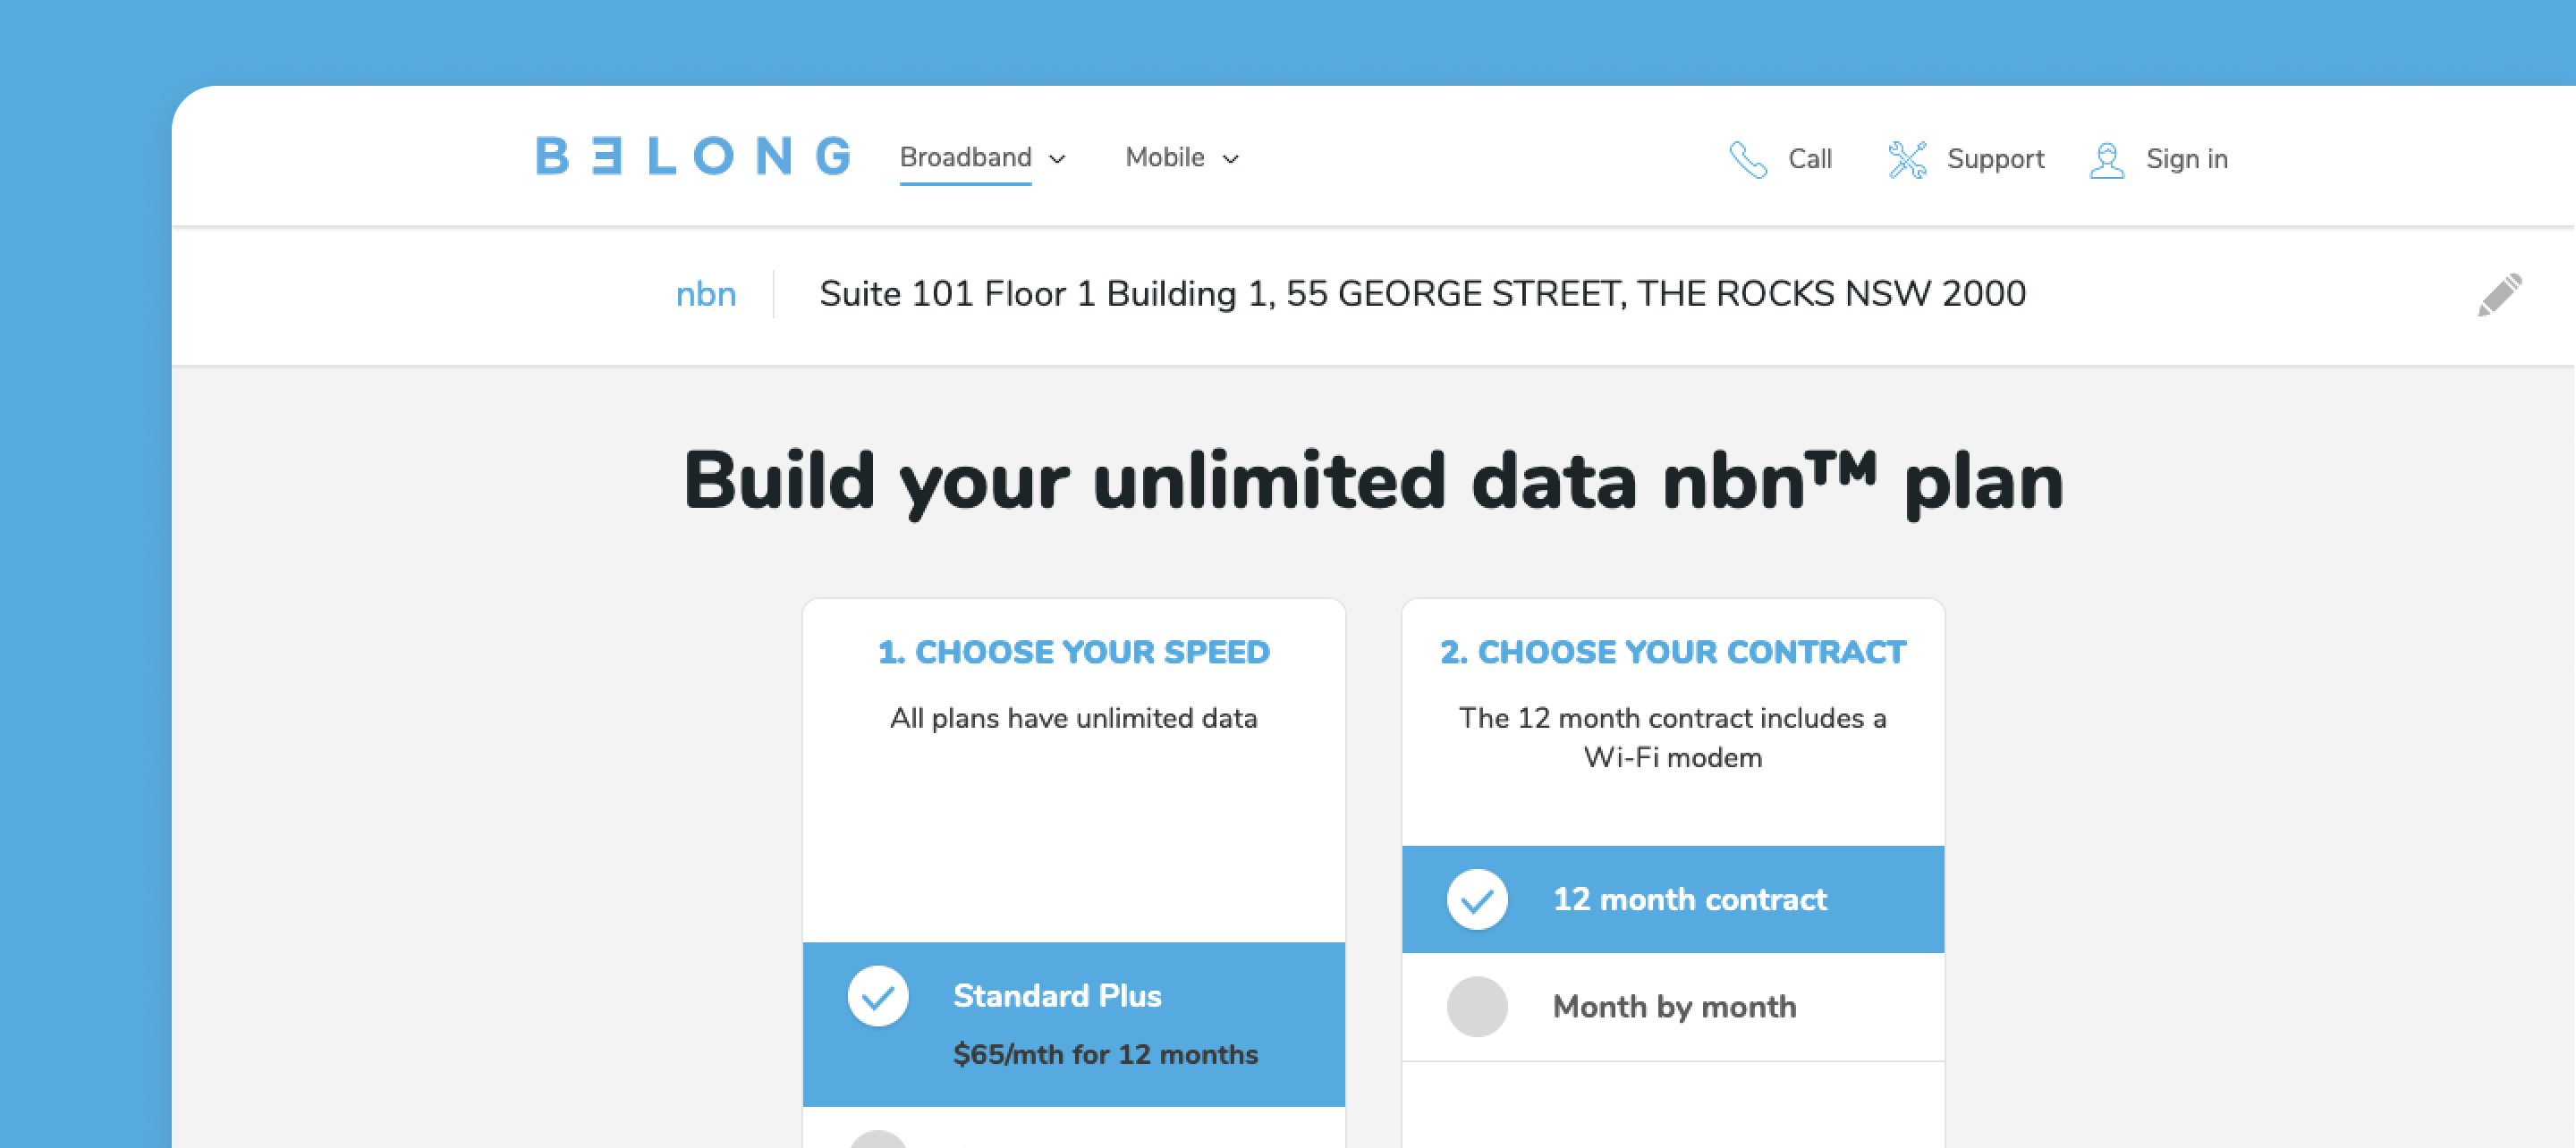 BƎLONG Broadband Mobile Call Support Sign in
nbn Suite 101 Floor 1 Building 1, 55 GEORGE STREET, THE ROCKS NSW 2000
Build your unlimited data nbn™ plan
1. CHOOSE YOUR SPEED
All plans have unlimited data
Standard Plus
$65/mth for 12 months
2. CHOOSE YOUR CONTRACT
The 12 month contract includes a
Wi-Fi modem
12 month contract
Month by month